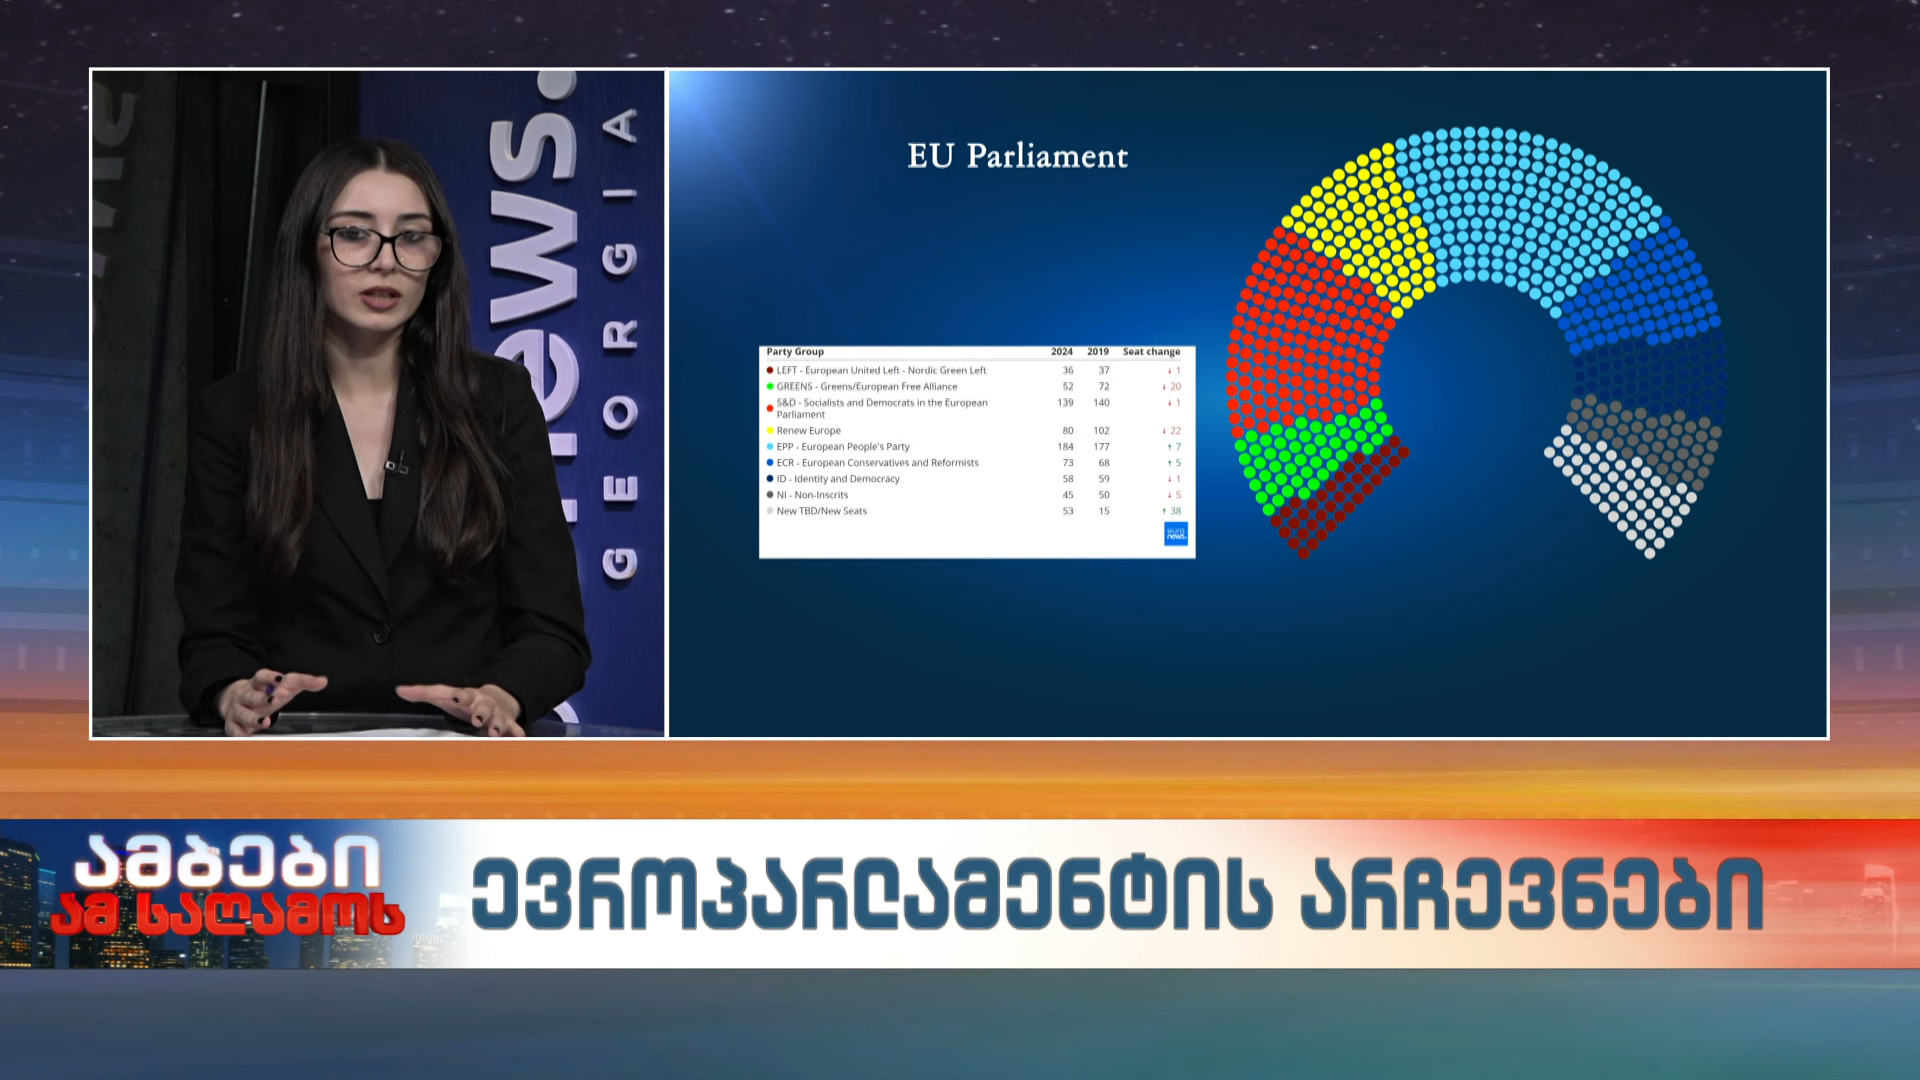 news.
GEORGIA
EU Parliament
Party Group 2024 2019 Seat change
LEFT - European United Left - Nordic Green Left 36 37 ↓ 1
GREENS - Greens/European Free Alliance 52 72 ↓ 20
S&D - Socialists and Democrats in the European
Parliament 139 140 ↓ 1
Renew Europe 80 102 ↓ 22
EPP - European People's Party 184 177 ↑ 7
ECR - European Conservatives and Reformists 73 68 ↑ 5
ID - Identity and Democracy 58 59 ↓ 1
NI - Non-Inscrits 45 50 ↓ 5
New TBD/New Seats 53 15 ↑ 38
euro
news.
ამბები
ამ საღამოს
ევროპარლამენტის არჩევნები